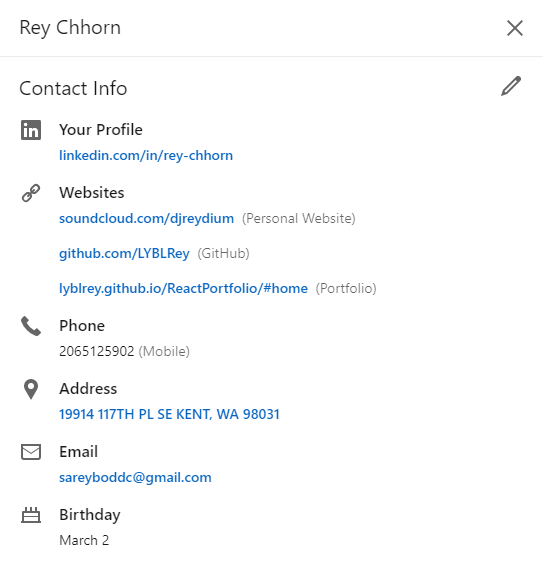 Rey Chhorn
Contact Info
Your Profile
linkedin.com/in/rey-chhorn
Websites
soundcloud.com/djreydium (Personal Website)
github.com/LYBLRey (GitHub)
lyblrey.github.io/ReactPortfolio/#home (Portfolio)
Phone
2065125902 (Mobile)
Address
19914 117TH PL SE KENT, WA 98031
Email
sareyboddc@gmail.com
Birthday
March 2